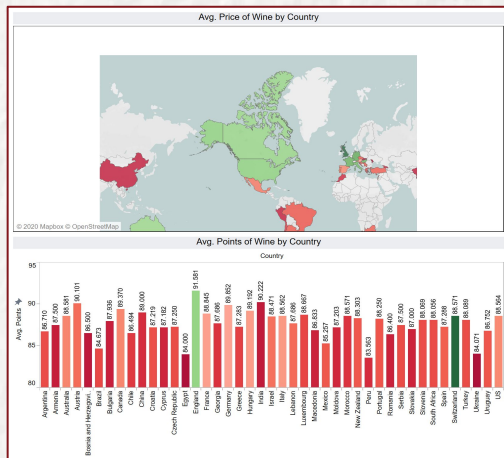 Avg. Price of Wine by Country
© 2020 Mapbox © OpenStreetMap
Avg. Points of Wine by Country
Country
Avg. Points
95
90
85
80
86.710
87.500
88.581
90.101
86.500
84.673
87.936
89.370
86.494
89.000
87.219
87.182
87.250
84.000
91.581
88.845
87.686
89.852
87.283
89.192
90.222
88.471
88.562
87.686
88.667
86.833
85.257
87.203
88.571
88.303
83.563
88.250
86.400
87.500
87.000
88.069
88.056
87.288
88.571
88.089
84.071
86.752
88.564
Argentina
Armenia
Australia
Austria
Bosnia and Herzegovi..
Brazil
Bulgaria
Canada
Chile
China
Croatia
Cyprus
Czech Republic
Egypt
England
France
Georgia
Germany
Greece
Hungary
India
Israel
Italy
Lebanon
Luxembourg
Macedonia
Mexico
Moldova
Morocco
New Zealand
Peru
Portugal
Romania
Serbia
Slovakia
Slovenia
South Africa
Spain
Switzerland
Turkey
Ukraine
Uruguay
US